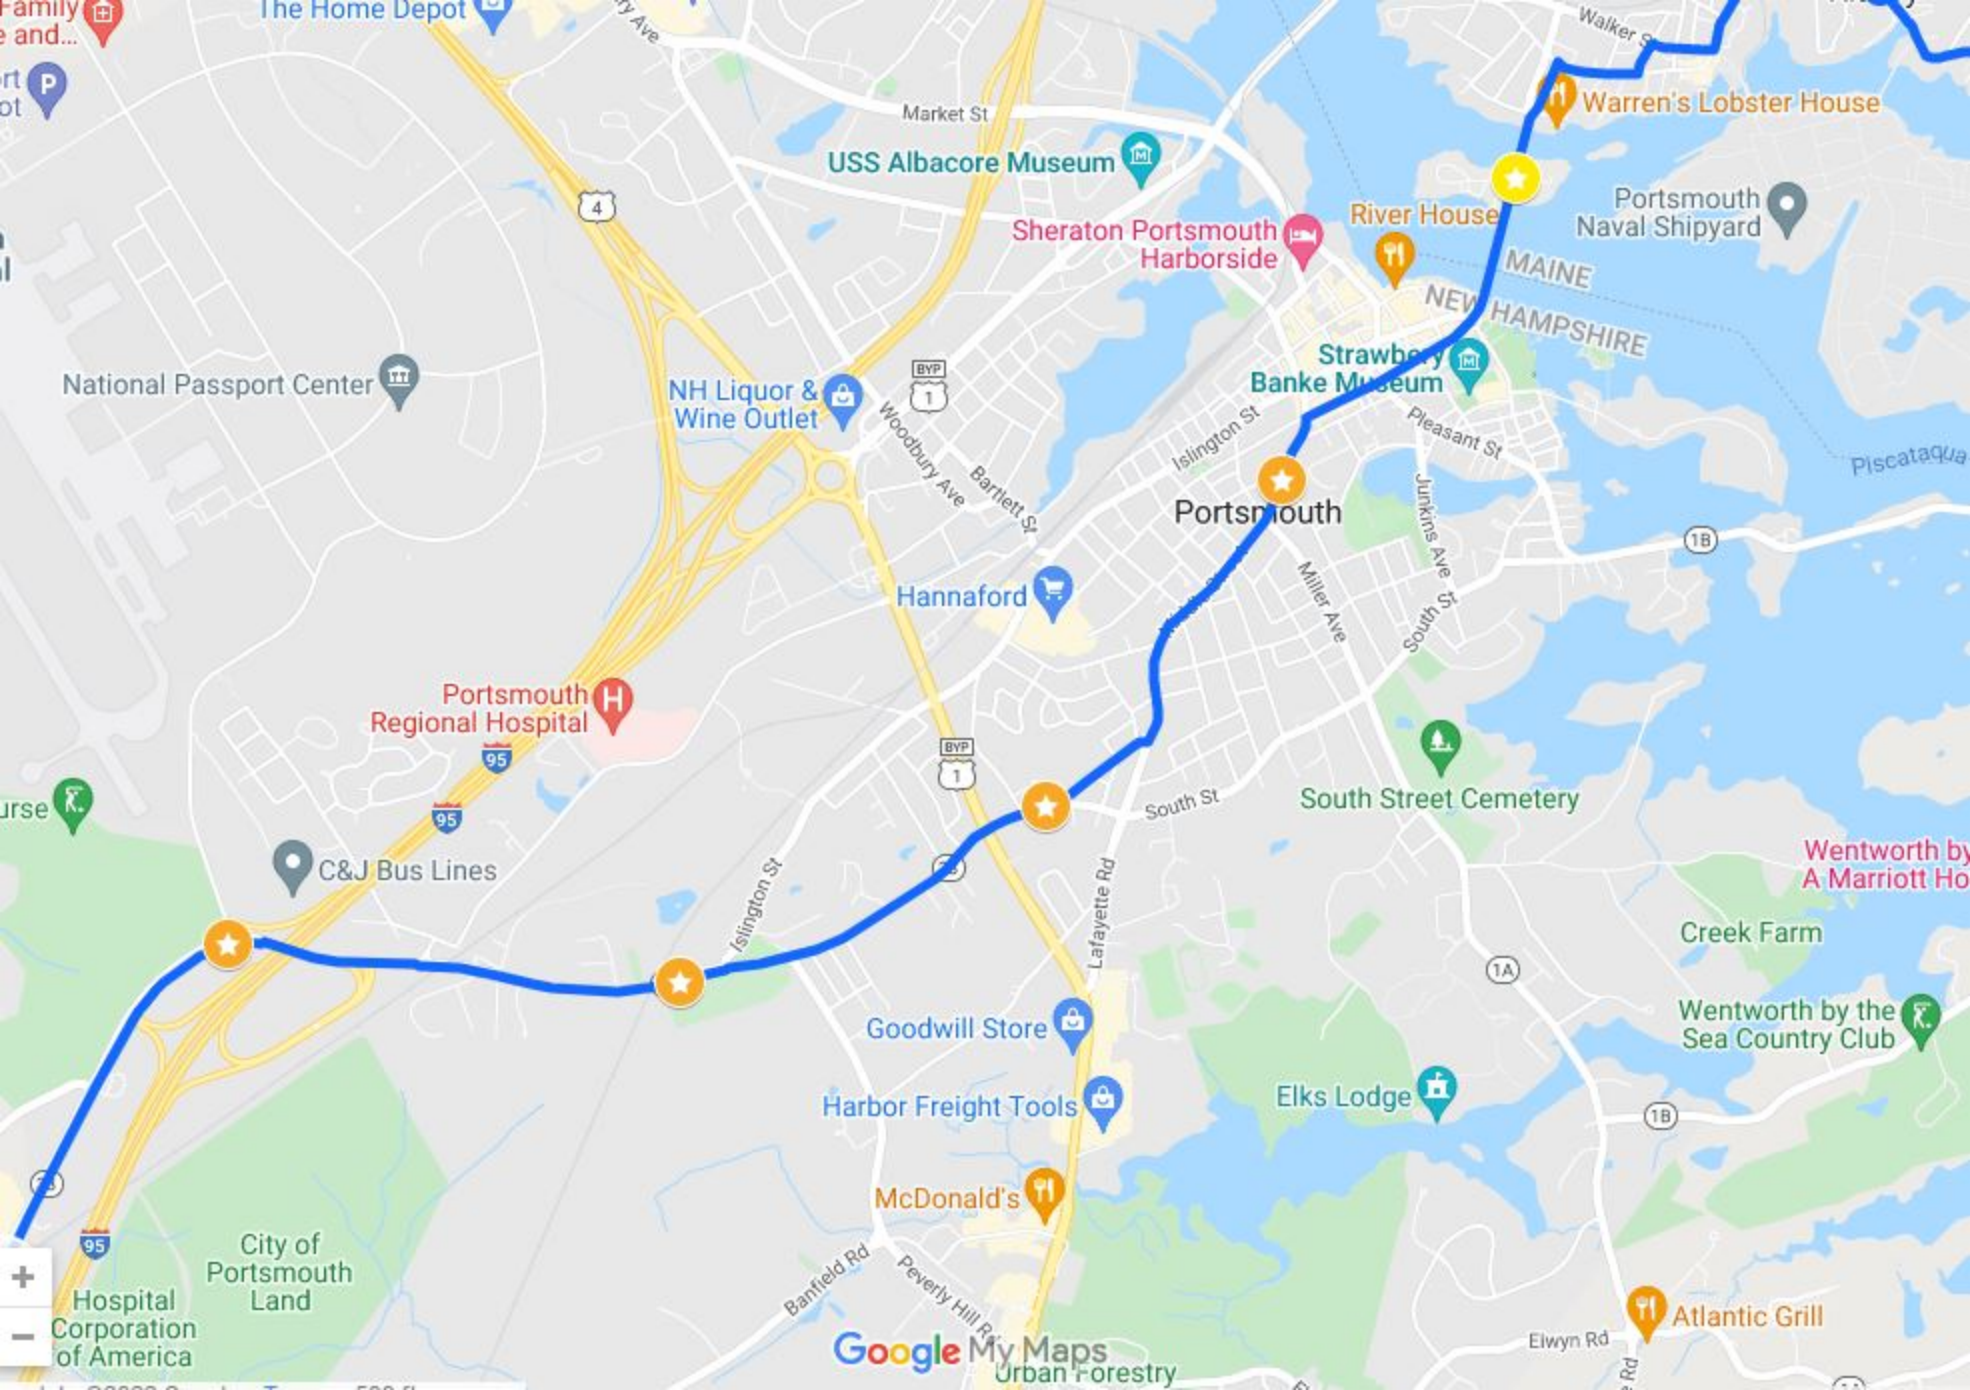 Family
e and...
The Home Depot
Walker S
rt
ot
P
Market St
Warren's Lobster House
USS Albacore Museum
4
Portsmouth
Naval Shipyard
River House
Sheraton Portsmouth
Harborside
MAINE
NEW HAMPSHIRE
Strawbery
Banke Museum
National Passport Center
NH Liquor &
Wine Outlet
BYP
1
Woodbury Ave
Islington St
Pleasant St
Bartlett St
Piscataqua
Portsmouth
Junkins Ave
1B
Hannaford
Miller Ave
South St
Portsmouth
Regional Hospital
H
95
BYP
1
95
South St
South Street Cemetery
urse
C&J Bus Lines
Wentworth by
A Marriott Ho
Islington St
Lafayette Rd
Creek Farm
1A
Goodwill Store
Wentworth by the
Sea Country Club
Harbor Freight Tools
Elks Lodge
1B
McDonald's
95
City of
Portsmouth
Land
Banfield Rd
Peverly Hill Rd
Hospital
Corporation
of America
Atlantic Grill
Elwyn Rd
Google My Maps
Urban Forestry
e Rd